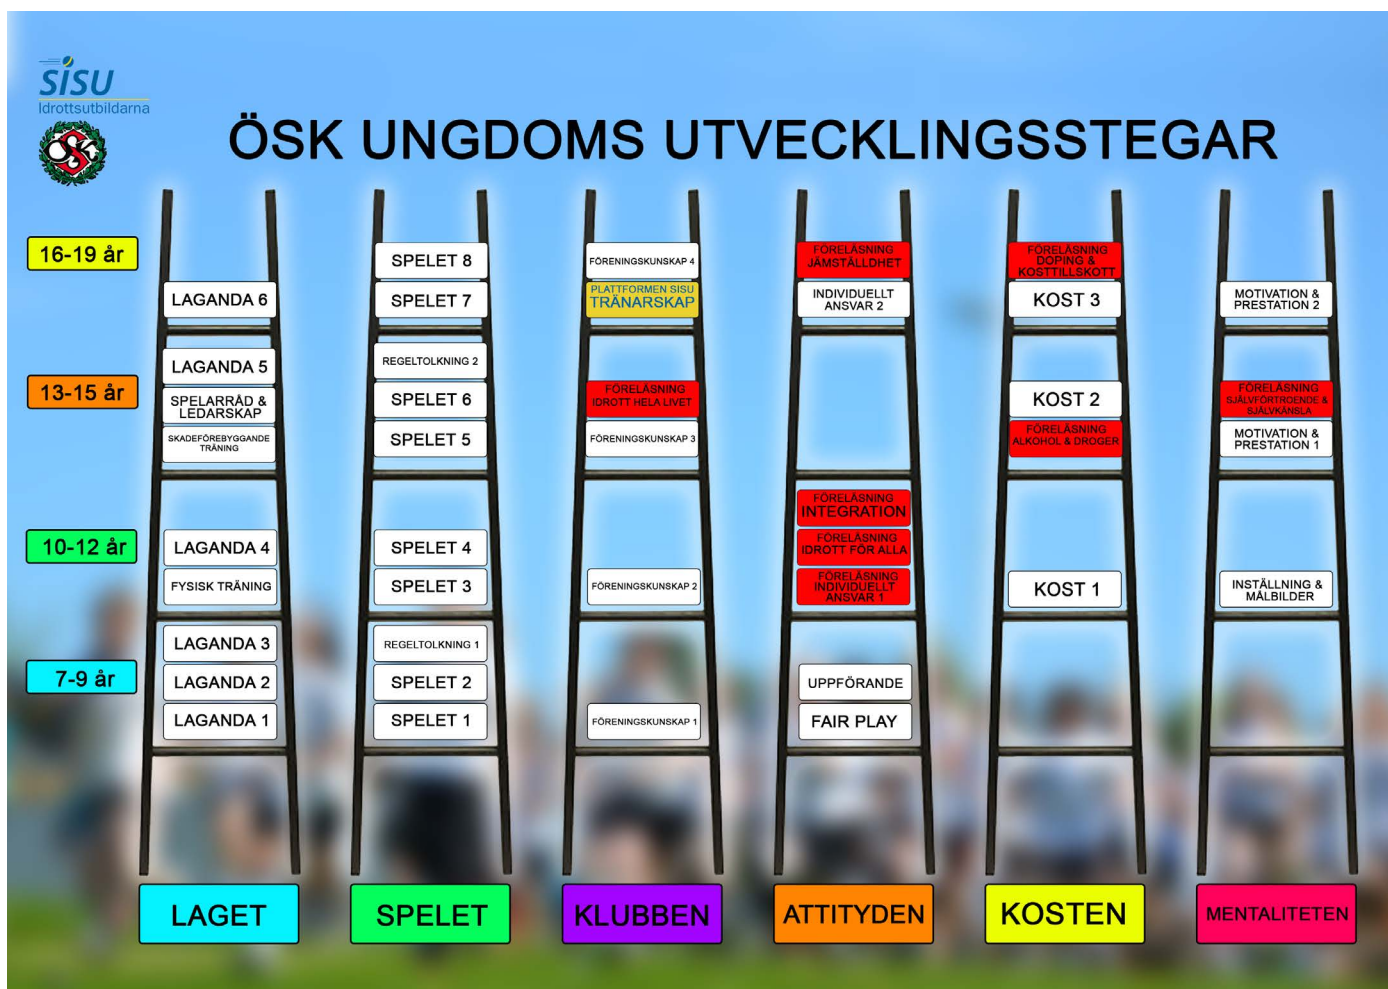 SISU
Idrottsutbildarna
ÖSK
ÖSK UNGDOMS UTVECKLINGSSTEGAR
16-19 år
13-15 år
10-12 år
7-9 år
LAGANDA 6
LAGANDA 5
SPELARRÅD &
LEDARSKAP
SKADEFÖREBYGGANDE
TRÄNING
LAGANDA 4
FYSISK TRÄNING
LAGANDA 3
LAGANDA 2
LAGANDA 1
LAGET
SPELET 8
SPELET 7
REGELTOLKNING 2
SPELET 6
SPELET 5
SPELET 4
SPELET 3
REGELTOLKNING 1
SPELET 2
SPELET 1
SPELET
FÖRENINGSKUNSKAP 4
PLATTFORMEN SISU
TRÄNARSKAP
FÖRELÄSNING
IDROTT HELA LIVET
FÖRENINGSKUNSKAP 3
FÖRENINGSKUNSKAP 2
FÖRENINGSKUNSKAP 1
KLUBBEN
FÖRELÄSNING
JÄMSTÄLLDHET
INDIVIDUELLT
ANSVAR 2
FÖRELÄSNING
INTEGRATION
FÖRELÄSNING
IDROTT FÖR ALLA
FÖRELÄSNING
INDIVIDUELLT
ANSVAR 1
UPPFÖRANDE
FAIR PLAY
ATTITYDEN
FÖRELÄSNING
DOPING &
KOSTTILLSKOTT
KOST 3
KOST 2
FÖRELÄSNING
ALKOHOL & DROGER
KOST 1
KOSTEN
MOTIVATION &
PRESTATION 2
FÖRELÄSNING
SJÄLVFÖRTROENDE &
SJÄLVKÄNSLA
MOTIVATION &
PRESTATION 1
INSTÄLLNING &
MÅLBILDER
MENTALITETEN